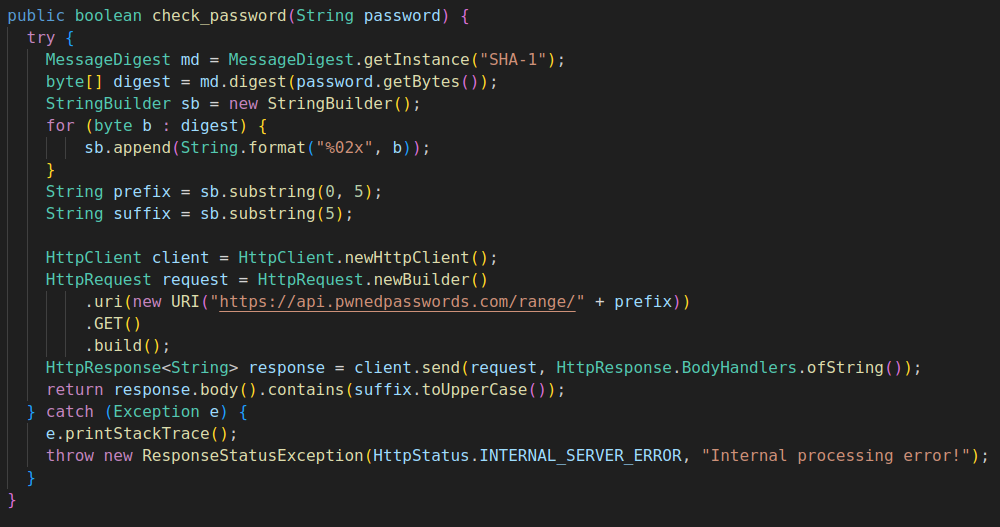 public boolean check_password(String password) {
  try {
    MessageDigest md = MessageDigest.getInstance("SHA-1");
    byte[] digest = md.digest(password.getBytes());
    StringBuilder sb = new StringBuilder();
    for (byte b : digest) {
        sb.append(String.format("%02x", b));
    }
    String prefix = sb.substring(0, 5);
    String suffix = sb.substring(5);

    HttpClient client = HttpClient.newHttpClient();
    HttpRequest request = HttpRequest.newBuilder()
        .uri(new URI("https://api.pwnedpasswords.com/range/" + prefix))
        .GET()
        .build();
    HttpResponse<String> response = client.send(request, HttpResponse.BodyHandlers.ofString());
    return response.body().contains(suffix.toUpperCase());
  } catch (Exception e) {
    e.printStackTrace();
    throw new ResponseStatusException(HttpStatus.INTERNAL_SERVER_ERROR, "Internal processing error!");
  }
}